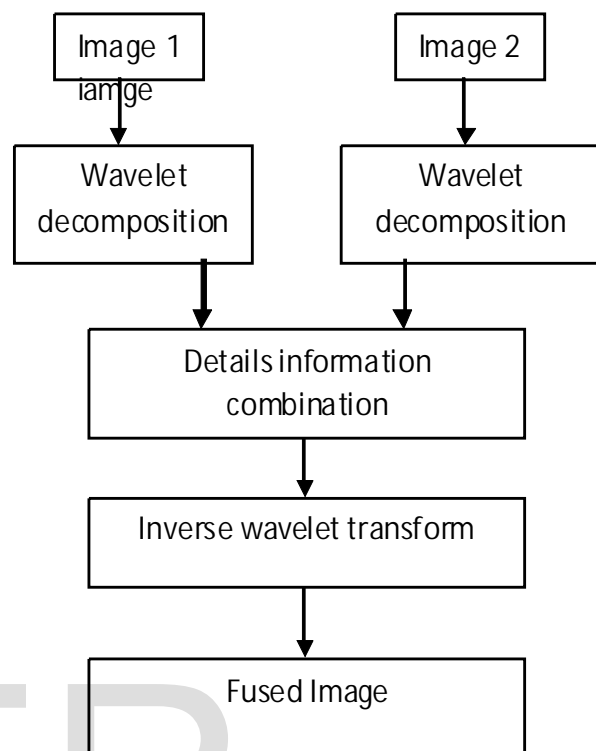 Image 1
iamge
Image 2
Wavelet
decomposition
Wavelet
decomposition
Details information
combination
Inverse wavelet transform
Fused Image